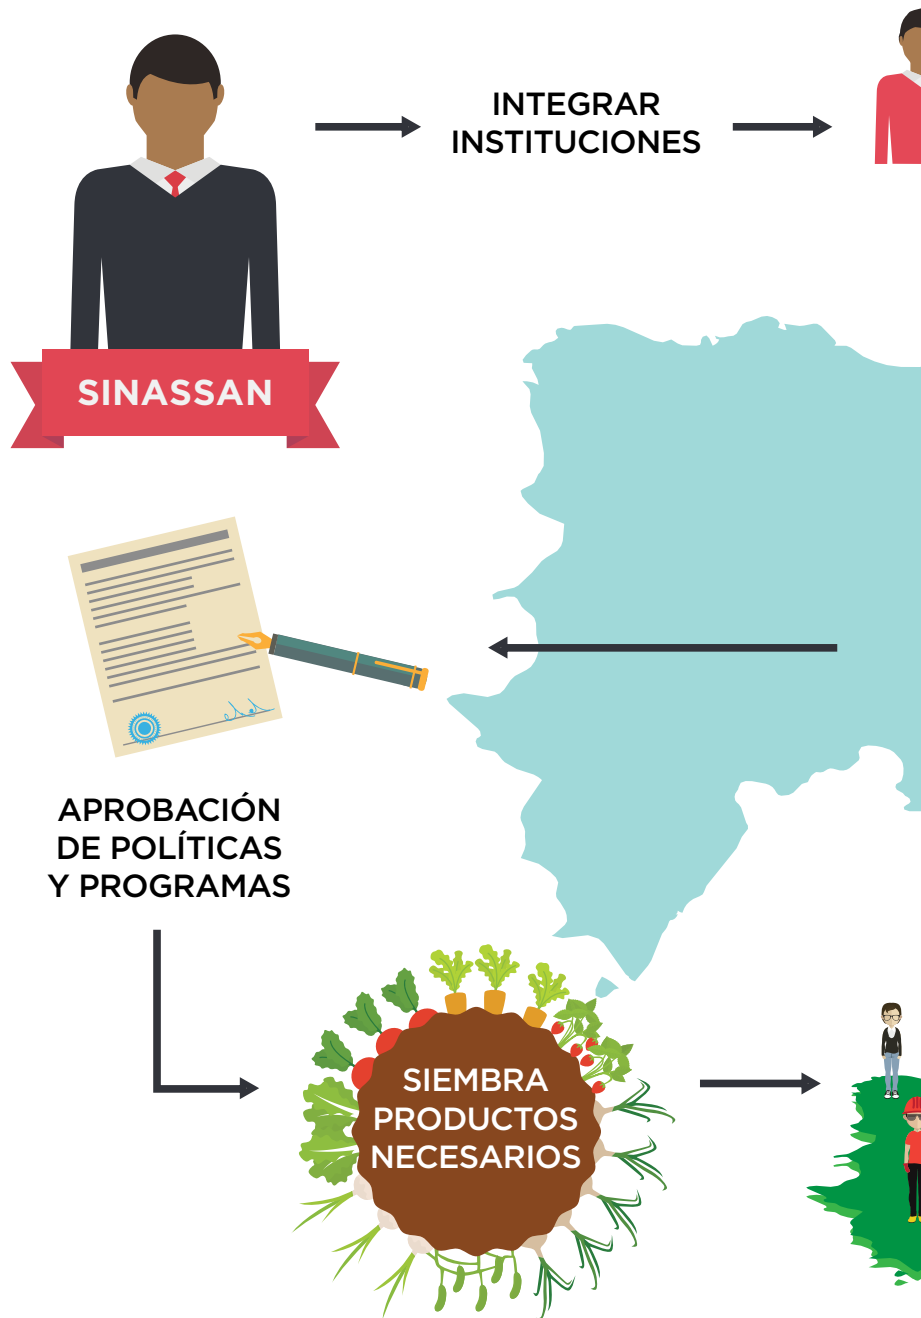 INTEGRAR
INSTITUCIONES
SINASSAN
APROBACIÓN
DE POLÍTICAS
Y PROGRAMAS
SIEMBRA
PRODUCTOS
NECESARIOS